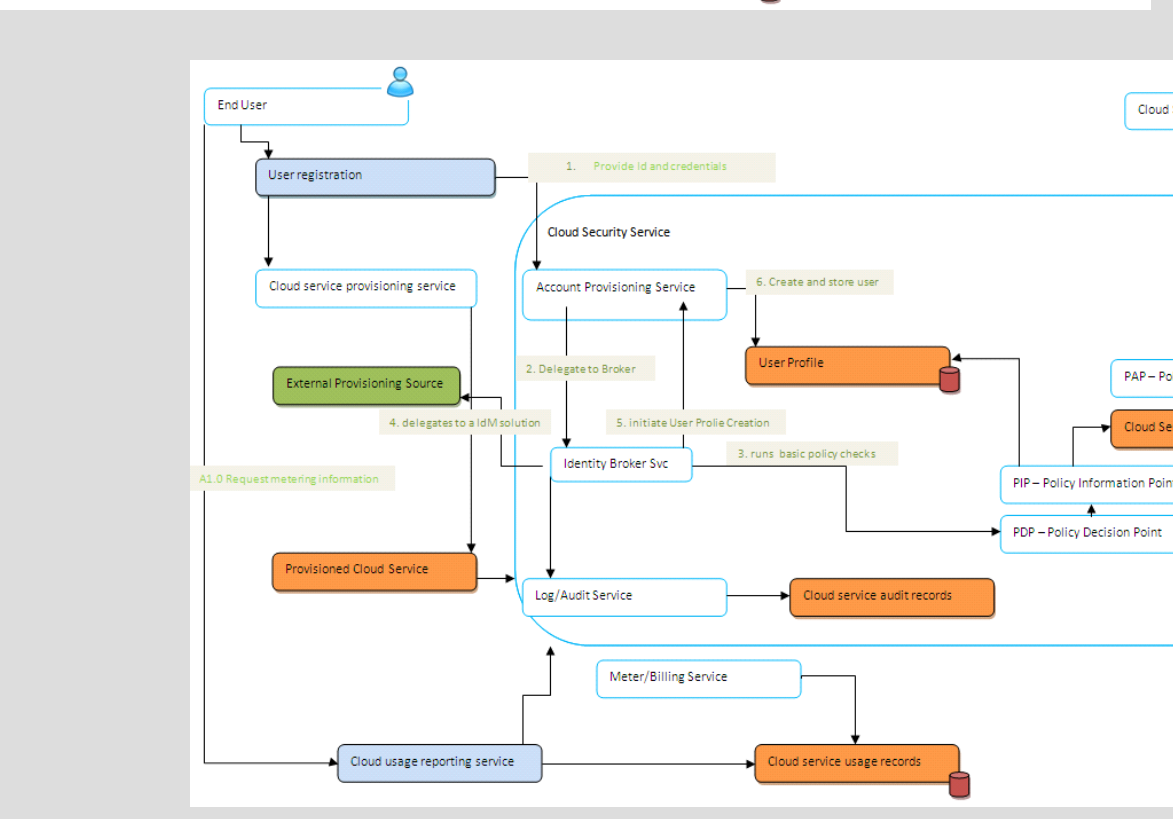 End User
Cloud
User registration
1. Provide Id and credentials
Cloud Security Service
Cloud service provisioning service
Account Provisioning Service
6. Create and store user
User Profile
2. Delegate to Broker
External Provisioning Source
PAP – Po
4. delegates to a IdM solution
5. initiate User Prolie Creation
Cloud Se
3. runs basic policy checks
Identity Broker Svc
A1.0 Request metering information
PIP – Policy Information Point
PDP – Policy Decision Point
Provisioned Cloud Service
Log/Audit Service
Cloud service audit records
Meter/Billing Service
Cloud usage reporting service
Cloud service usage records